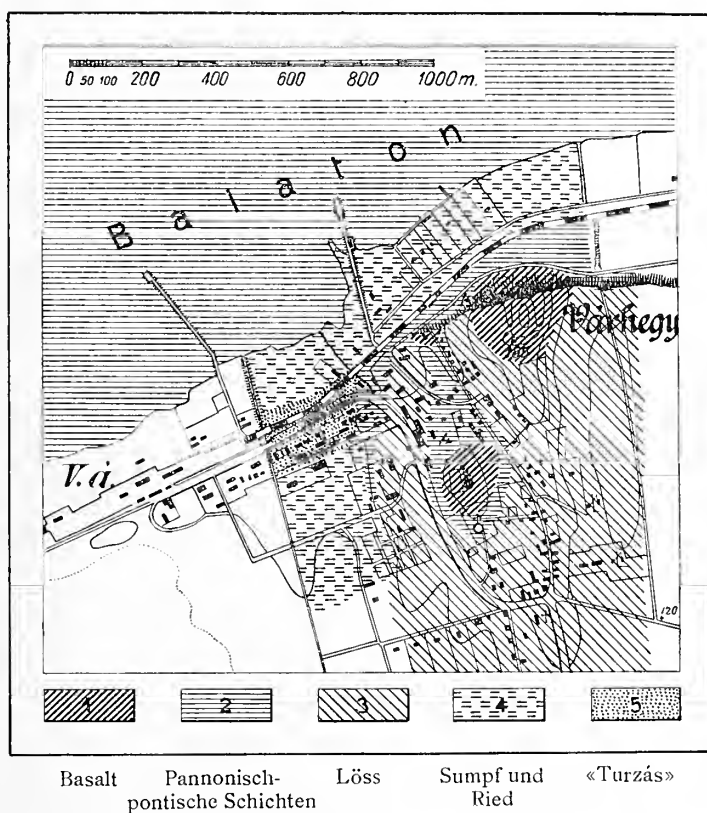 0 50 100 200 400 600 800 1000 m.
Balaton
Várhegy
V.á.
120
1 2 3 4 5
Basalt Pannonisch-pontische Schichten Löss Sumpf und Ried «Turzás»